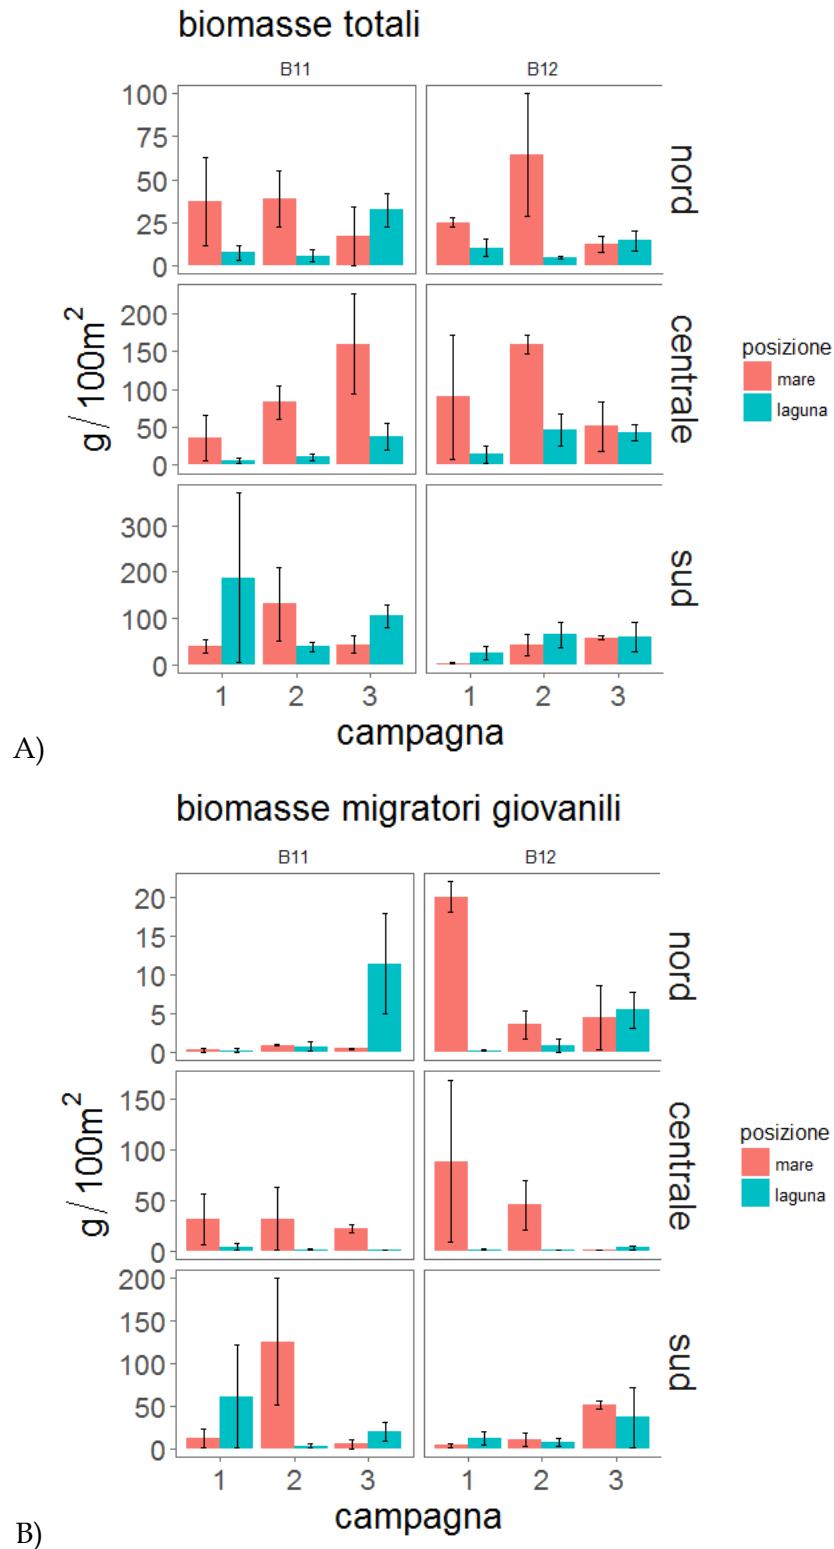 biomasse totali
B11
B12
100
75
50
25
0
nord
200
150
100
50
0
centrale
300
200
100
0
sud
g / 100m²
1 2 3
1 2 3
campagna
posizione
mare
laguna
A)
biomasse migratori giovanili
B11
B12
20
15
10
5
0
nord
150
100
50
0
centrale
200
150
100
50
0
sud
g / 100m²
1 2 3
1 2 3
campagna
posizione
mare
laguna
B)